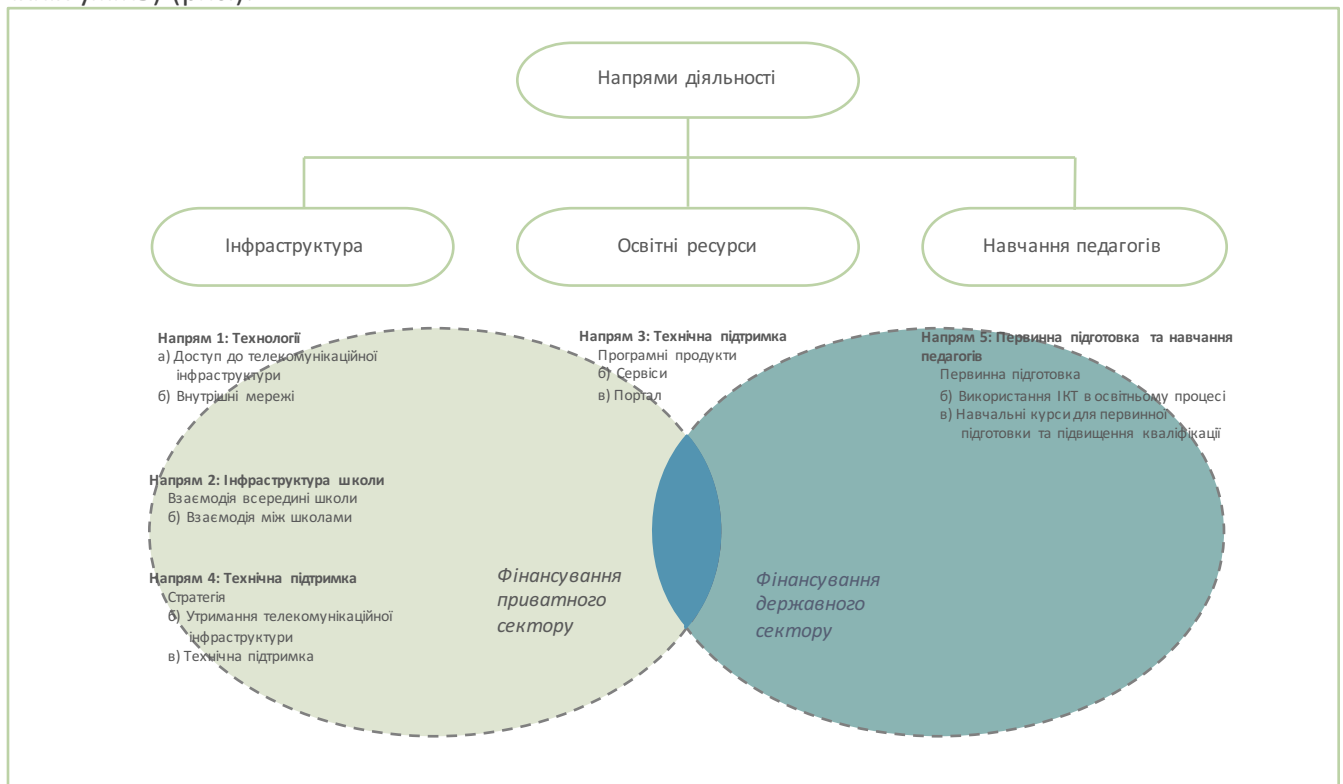 Напрями діяльності
Інфраструктура
Освітні ресурси
Навчання педагогів
Напрям 1: Технології
а) Доступ до телекомунікаційної
інфраструктури
б) Внутрішні мережі
Напрям 2: Інфраструктура школи
Взаємодія всередині школи
б) Взаємодія між школами
Напрям 4: Технічна підтримка
Стратегія
б) Утримання телекомунікаційної
інфраструктури
в) Технічна підтримка
Напрям 3: Технічна підтримка
Програмні продукти
б) Сервіси
в) Портал
Напрям 5: Первинна підготовка та навчання
педагогів
Первинна підготовка
б) Використання ІКТ в освітньому процесі
в) Навчальні курси для первинної
підготовки та підвищення кваліфікації
Фінансування
приватного
сектору
Фінансування
державного
сектору